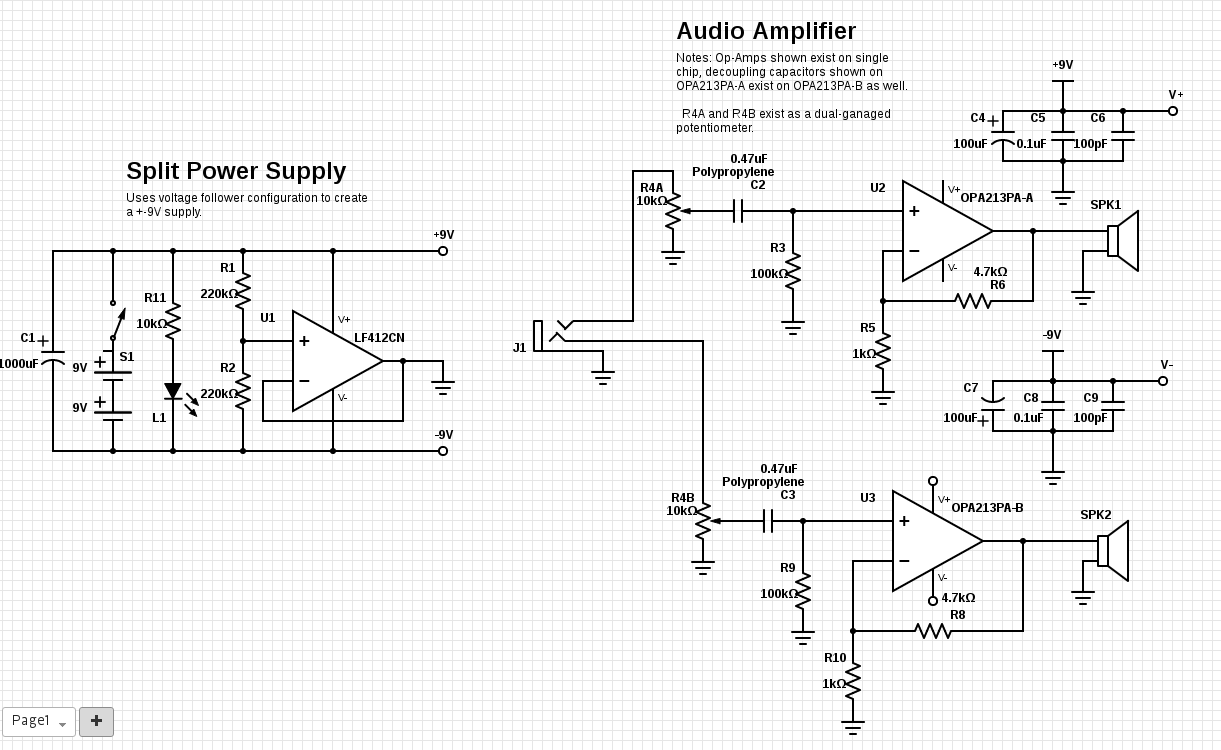 Audio Amplifier
Notes: Op-Amps shown exist on single
chip, decoupling capacitors shown on
OPA213PA-A exist on OPA213PA-B as well.
R4A and R4B exist as a dual-ganaged
potentiometer.
Split Power Supply
Uses voltage follower configuration to create
a +-9V supply.
+9V
R1
220kΩ
R11
10kΩ
U1
V+
LF412CN
+
−
V-
C1
+
1000uF
S1
9V
+
9V
+
L1
R2
220kΩ
-9V
J1
0.47uF
Polypropylene
C2
R4A
10kΩ
R3
100kΩ
U2
V+
OPA213PA-A
+
−
V-
4.7kΩ
R6
R5
1kΩ
SPK1
+9V
V+
C4
+
100uF
C5
0.1uF
C6
100pF
-9V
V-
C7
100uF
+
C8
0.1uF
C9
100pF
0.47uF
Polypropylene
C3
R4B
10kΩ
R9
100kΩ
U3
V+
OPA213PA-B
+
−
V-
4.7kΩ
R8
R10
1kΩ
SPK2
Page1
+